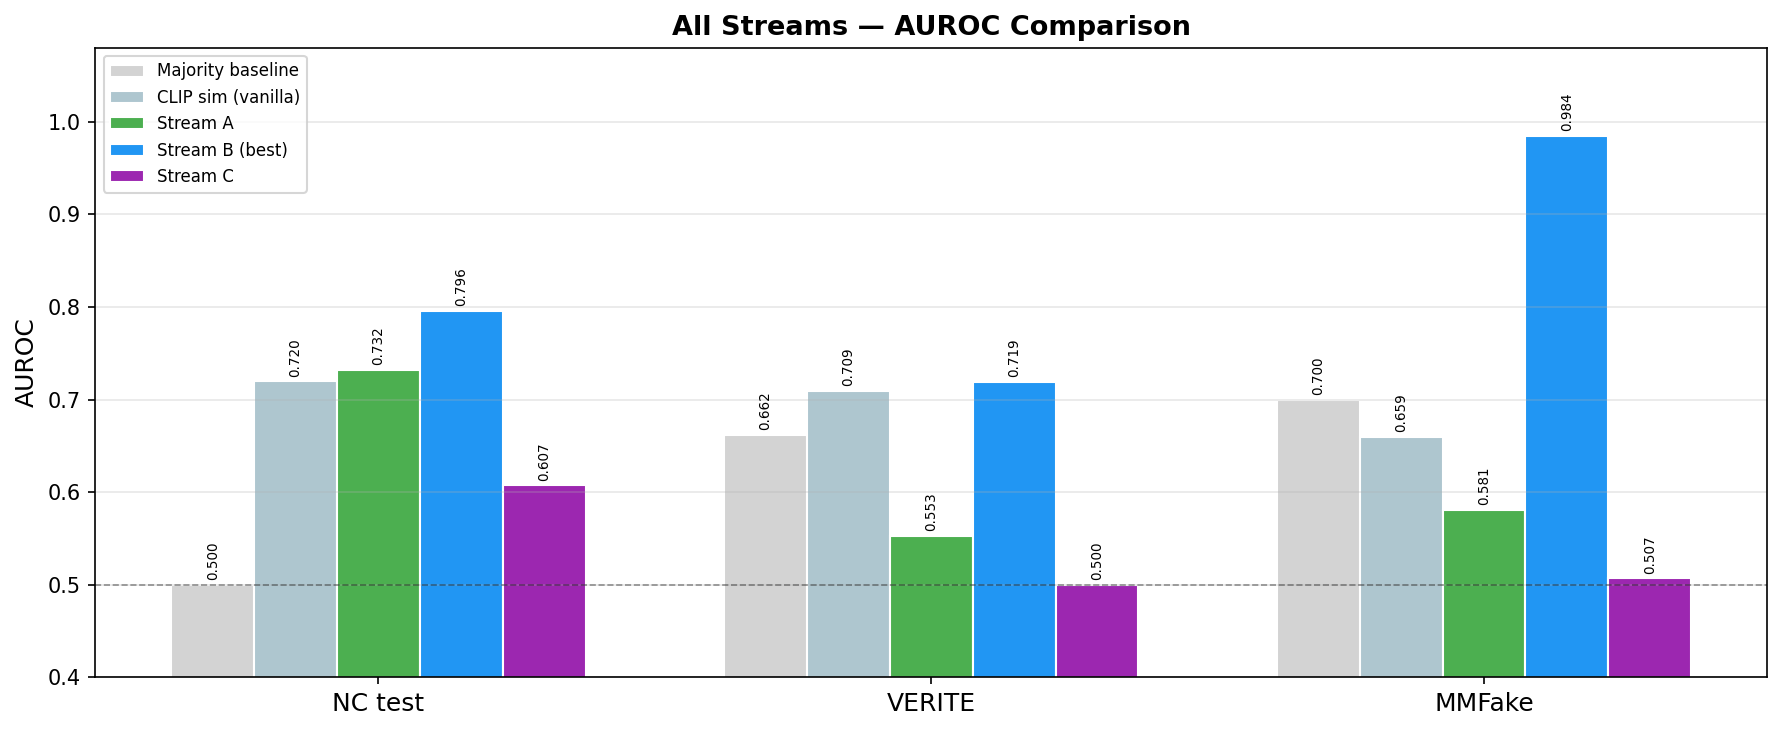 All Streams — AUROC Comparison
Majority baseline
CLIP sim (vanilla)
Stream A
Stream B (best)
Stream C
AUROC
1.0
0.9
0.8
0.7
0.6
0.5
0.4
0.500
0.720
0.732
0.796
0.607
0.662
0.709
0.553
0.719
0.500
0.700
0.659
0.581
0.984
0.507
NC test
VERITE
MMFake